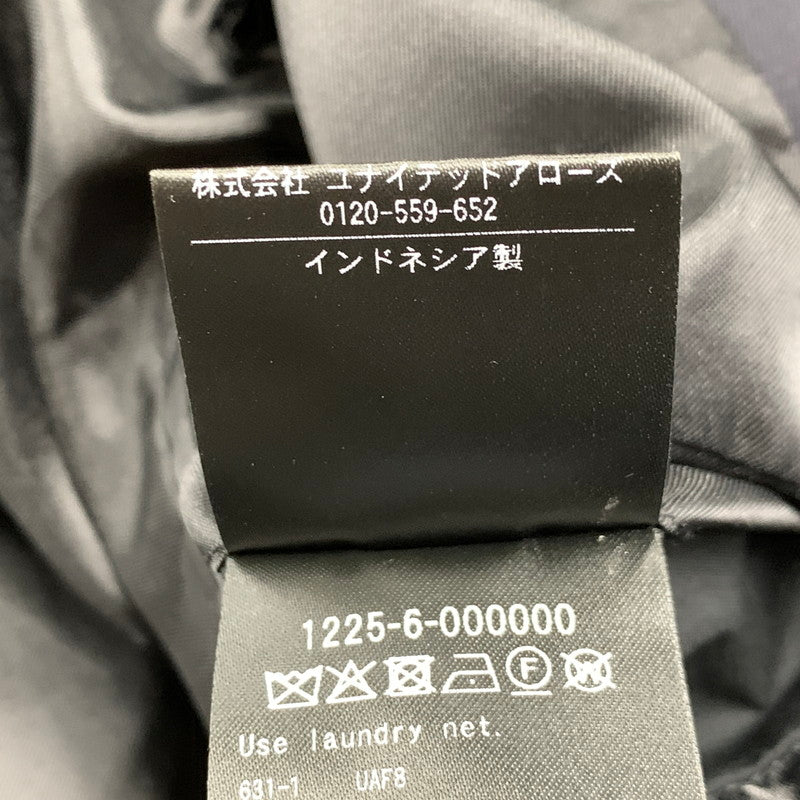 株式会社 ユナイテッドアローズ
0120-559-652
インドネシア製
1225-6-000000
F W
Use laundry net.
631-1 UAF8